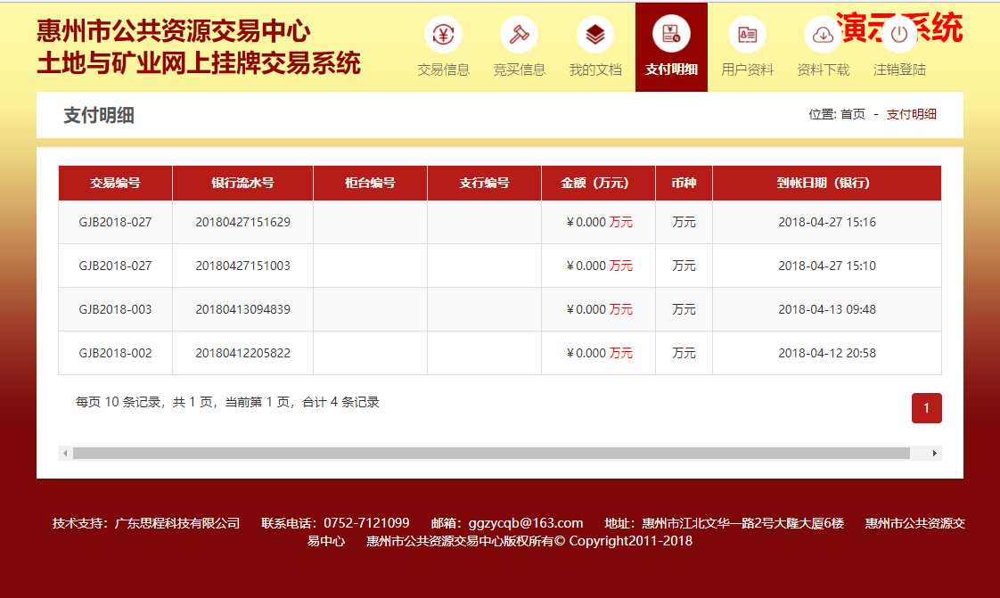 惠州市公共资源交易中心
土地与矿业网上挂牌交易系统
演示系统
交易信息 竞买信息 我的文档 支付明细 用户资料 资料下载 注销登陆
支付明细
位置: 首页 - 支付明细
交易编号 银行流水号 柜台编号 支行编号 金额（万元） 币种 到帐日期（银行）
GJB2018-027 20180427151629 ￥0.000 万元 万元 2018-04-27 15:16
GJB2018-027 20180427151003 ￥0.000 万元 万元 2018-04-27 15:10
GJB2018-003 20180413094839 ￥0.000 万元 万元 2018-04-13 09:48
GJB2018-002 20180412205822 ￥0.000 万元 万元 2018-04-12 20:58
每页 10 条记录，共 1 页，当前第 1 页，合计 4 条记录
1
技术支持：广东思程科技有限公司 联系电话：0752-7121099 邮箱：ggzycqb@163.com 地址：惠州市江北文华一路2号大隆大厦6楼 惠州市公共资源交
易中心 惠州市公共资源交易中心版权所有© Copyright2011-2018